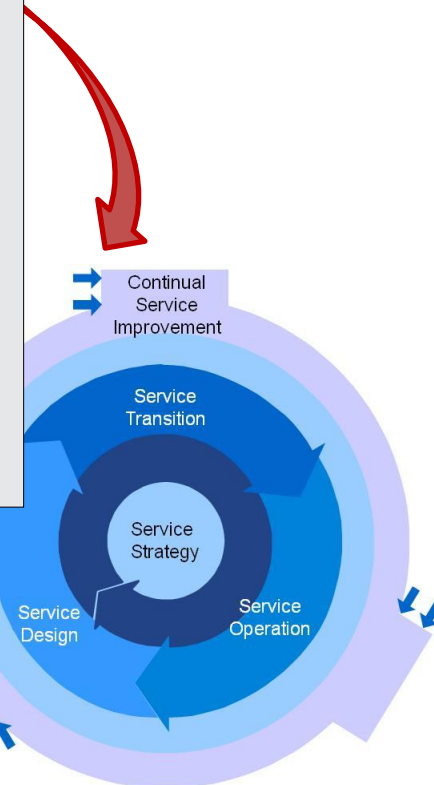 Continual
Service
Improvement
Service
Transition
Service
Strategy
Service
Design
Service
Operation